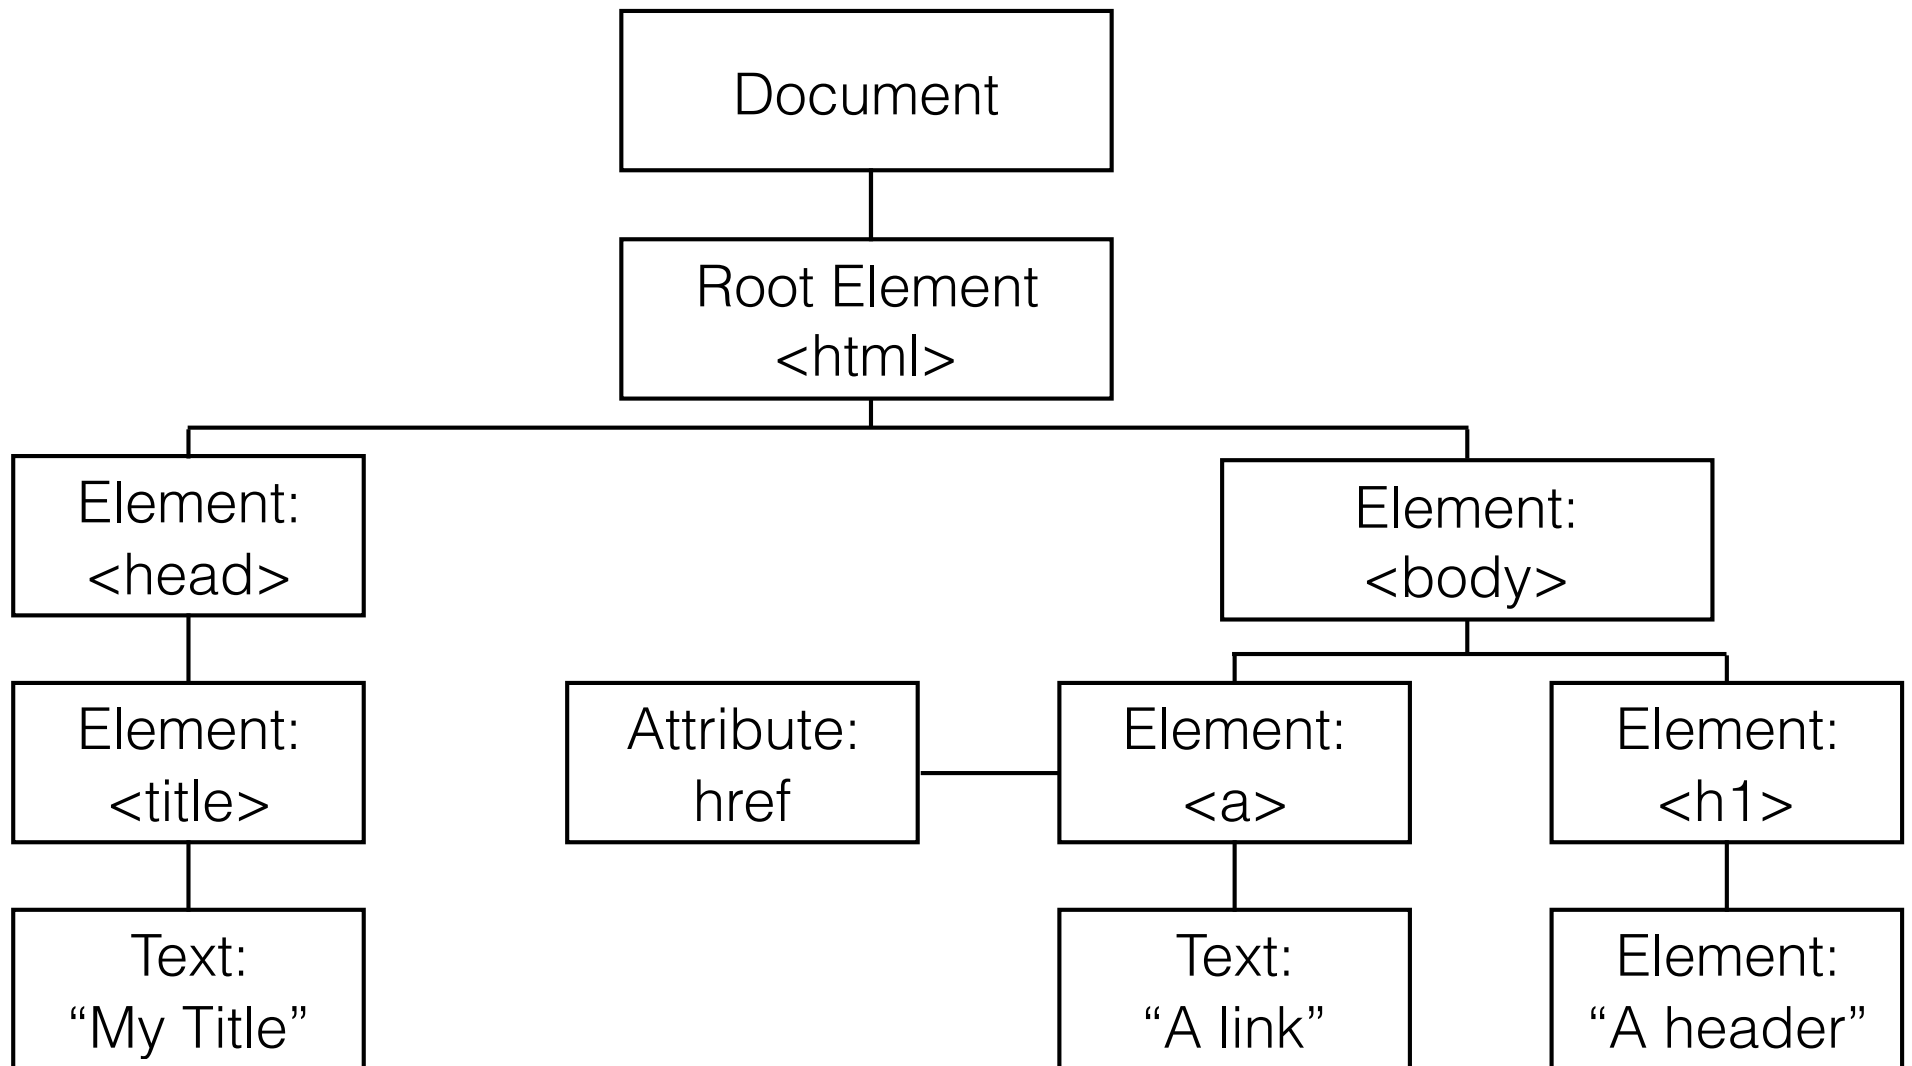 Document
Root Element
<html>
Element:
<head>
Element:
<body>
Element:
<title>
Attribute:
href
Element:
<a>
Element:
<h1>
Text:
“My Title”
Text:
“A link”
Element:
“A header”